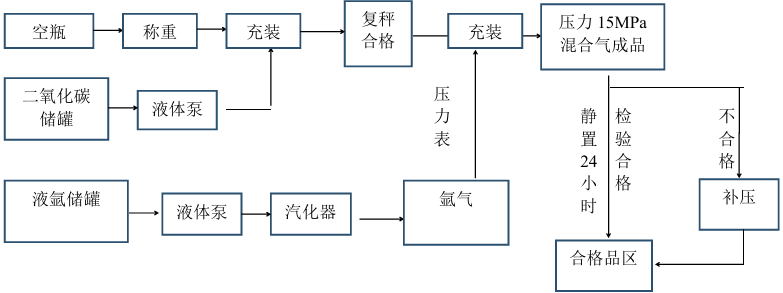 空瓶
称重
充装
复秤
合格
充装
压力 15MPa
混合气成品
二氧化碳
储罐
液体泵
压力表
静置24小时
检验合格
不合格
液氩储罐
液体泵
汽化器
氩气
补压
合格品区